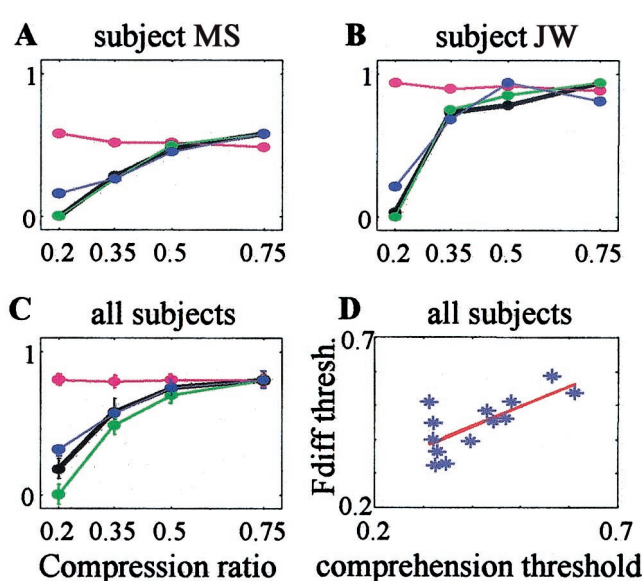 A subject MS
1
0
0.2 0.35 0.5 0.75
B subject JW
1
0
0.2 0.35 0.5 0.75
C all subjects
1
0
0.2 0.35 0.5 0.75
Compression ratio
D all subjects
0.7
Fdiff thresh.
0.2
0.2 0.7
comprehension threshold